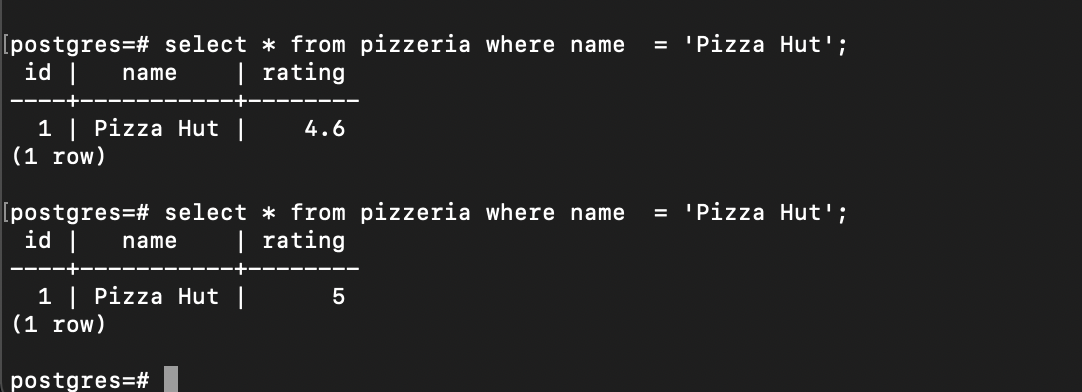 postgres=# select * from pizzeria where name  = 'Pizza Hut';
 id |   name    | rating
----+-----------+--------
  1 | Pizza Hut |    4.6
(1 row)

postgres=# select * from pizzeria where name  = 'Pizza Hut';
 id |   name    | rating
----+-----------+--------
  1 | Pizza Hut |      5
(1 row)

postgres=#